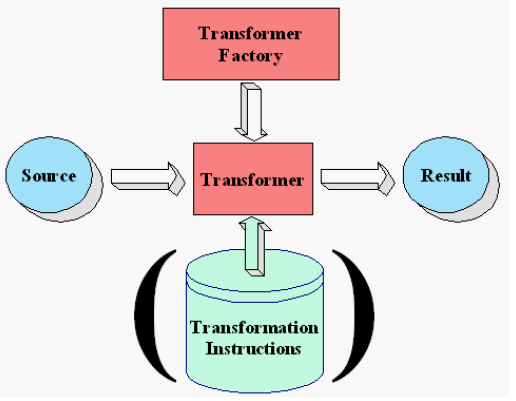 Transformer
Factory
Source
Transformer
Result
Transformation
Instructions